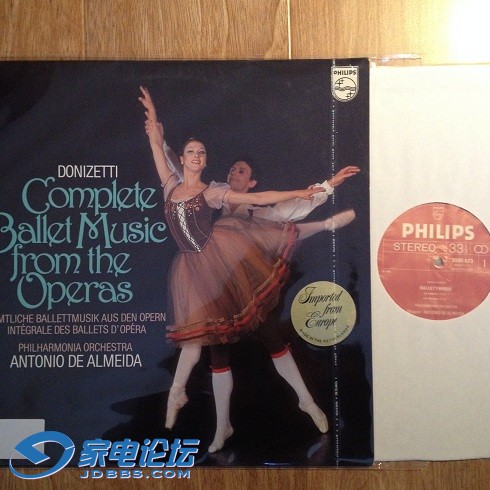 PHILIPS
DONIZETTI
Complete
Ballet Music
from the
Operas
MTLICHE BALLETTMUSIK AUS DEN OPERN
INTÉGRALE DES BALLETS D'OPÉRA
PHILHARMONIA ORCHESTRA
ANTONIO DE ALMEIDA
Imported
from
Europe
PHILIPS
STEREO 33
1
家电论坛
JDBBS.COM